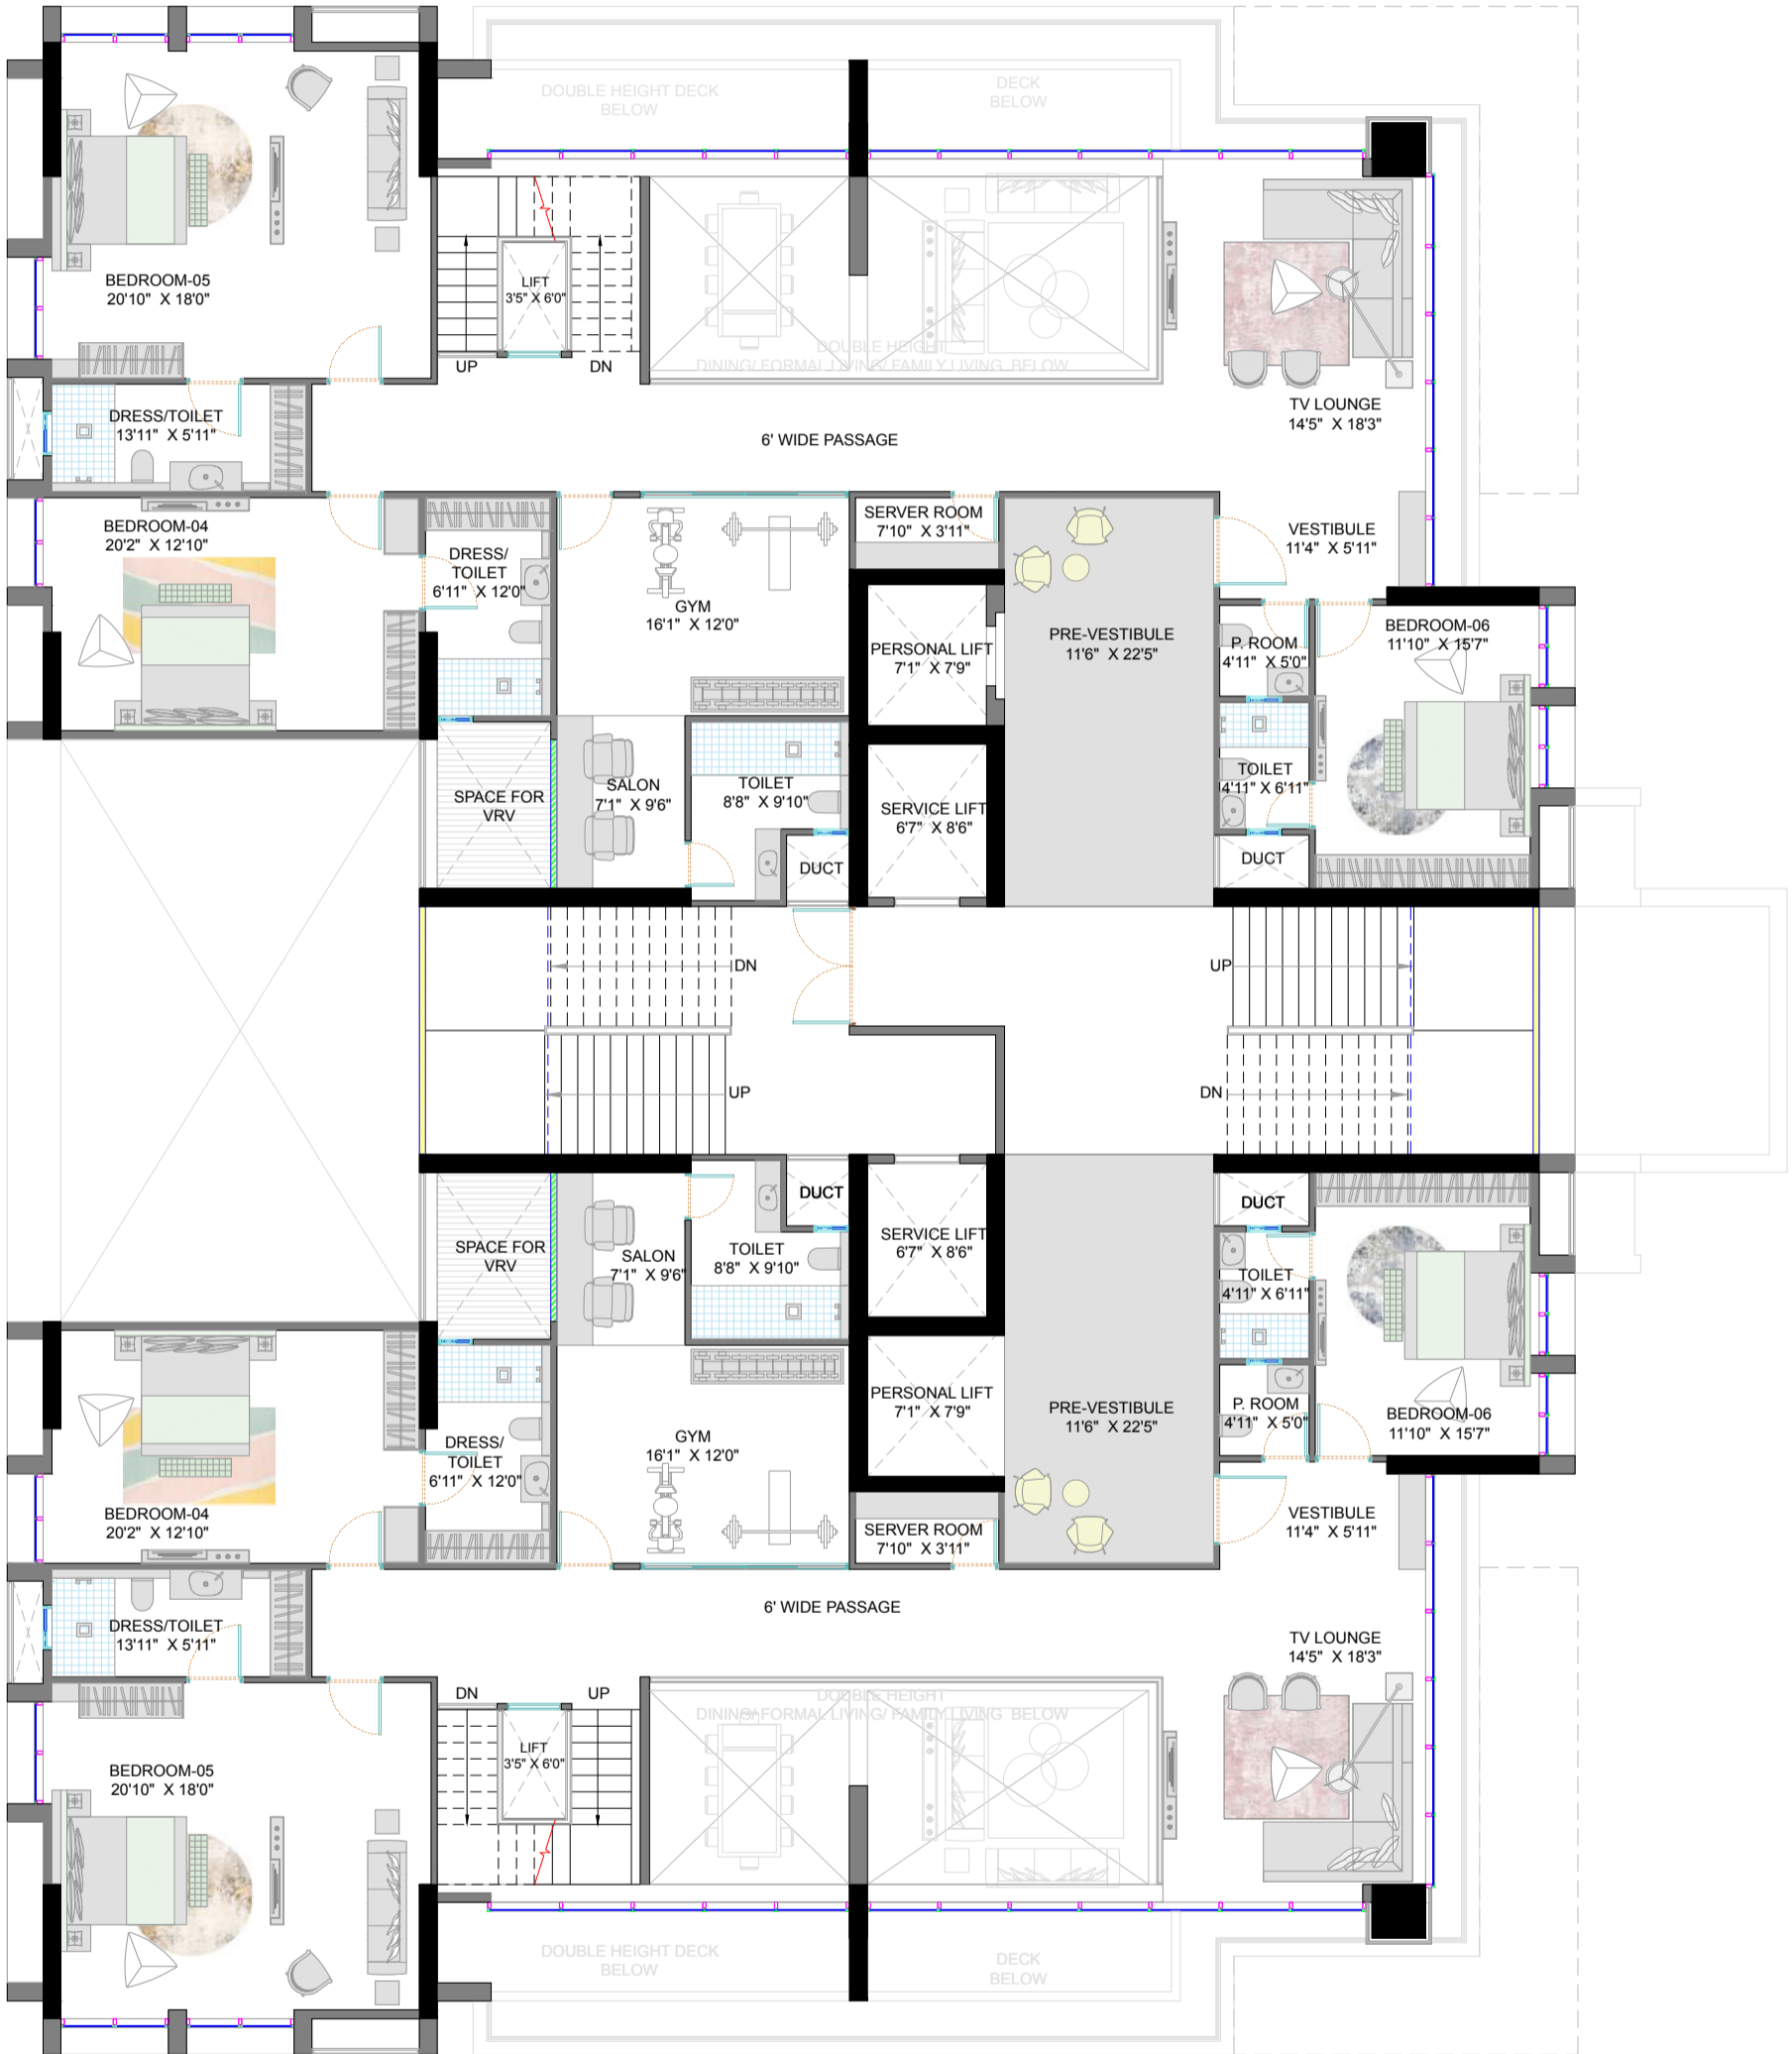 DOUBLE HEIGHT DECK
BELOW
DECK
BELOW
BEDROOM-05
20'10" X 18'0"
LIFT
3'5" X 6'0"
UP
DN
DOUBLE HEIGHT
DINING/ FORMAL LIVING/ FAMILY LIVING BELOW
TV LOUNGE
14'5" X 18'3"
DRESS/TOILET
13'11" X 5'11"
6' WIDE PASSAGE
BEDROOM-04
20'2" X 12'10"
DRESS/
TOILET
6'11" X 12'0"
GYM
16'1" X 12'0"
SERVER ROOM
7'10" X 3'11"
VESTIBULE
11'4" X 5'11"
PERSONAL LIFT
7'1" X 7'9"
PRE-VESTIBULE
11'6" X 22'5"
P. ROOM
4'11" X 5'0"
BEDROOM-06
11'10" X 15'7"
SPACE FOR
VRV
SALON
7'1" X 9'6"
TOILET
8'8" X 9'10"
SERVICE LIFT
6'7" X 8'6"
TOILET
4'11" X 6'11"
DUCT
DUCT
DN
UP
UP
DN
SPACE FOR
VRV
SALON
7'1" X 9'6"
TOILET
8'8" X 9'10"
DUCT
SERVICE LIFT
6'7" X 8'6"
DUCT
TOILET
4'11" X 6'11"
PERSONAL LIFT
7'1" X 7'9"
PRE-VESTIBULE
11'6" X 22'5"
P. ROOM
4'11" X 5'0"
BEDROOM-06
11'10" X 15'7"
BEDROOM-04
20'2" X 12'10"
DRESS/
TOILET
6'11" X 12'0"
GYM
16'1" X 12'0"
SERVER ROOM
7'10" X 3'11"
VESTIBULE
11'4" X 5'11"
DRESS/TOILET
13'11" X 5'11"
6' WIDE PASSAGE
TV LOUNGE
14'5" X 18'3"
DN
UP
LIFT
3'5" X 6'0"
DOUBLE HEIGHT
DINING/ FORMAL LIVING/ FAMILY LIVING BELOW
BEDROOM-05
20'10" X 18'0"
DOUBLE HEIGHT DECK
BELOW
DECK
BELOW